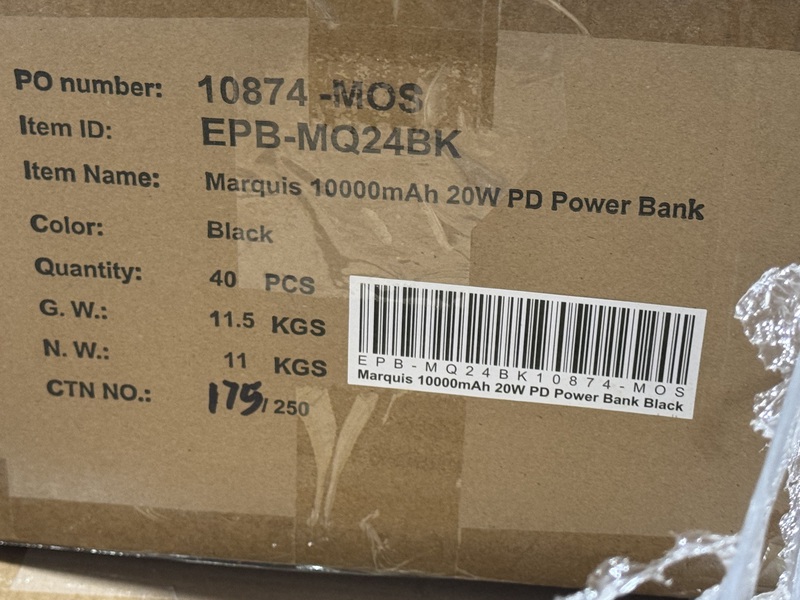 PO number: 10874 -MOS
Item ID: EPB-MQ24BK
Item Name: Marquis 10000mAh 20W PD Power Bank
Color: Black
Quantity: 40 PCS
G. W.: 11.5 KGS
N. W.: 11 KGS
CTN NO.: 175/ 250
EPB-MQ24BK10874-MOS
Marquis 10000mAh 20W PD Power Bank Black